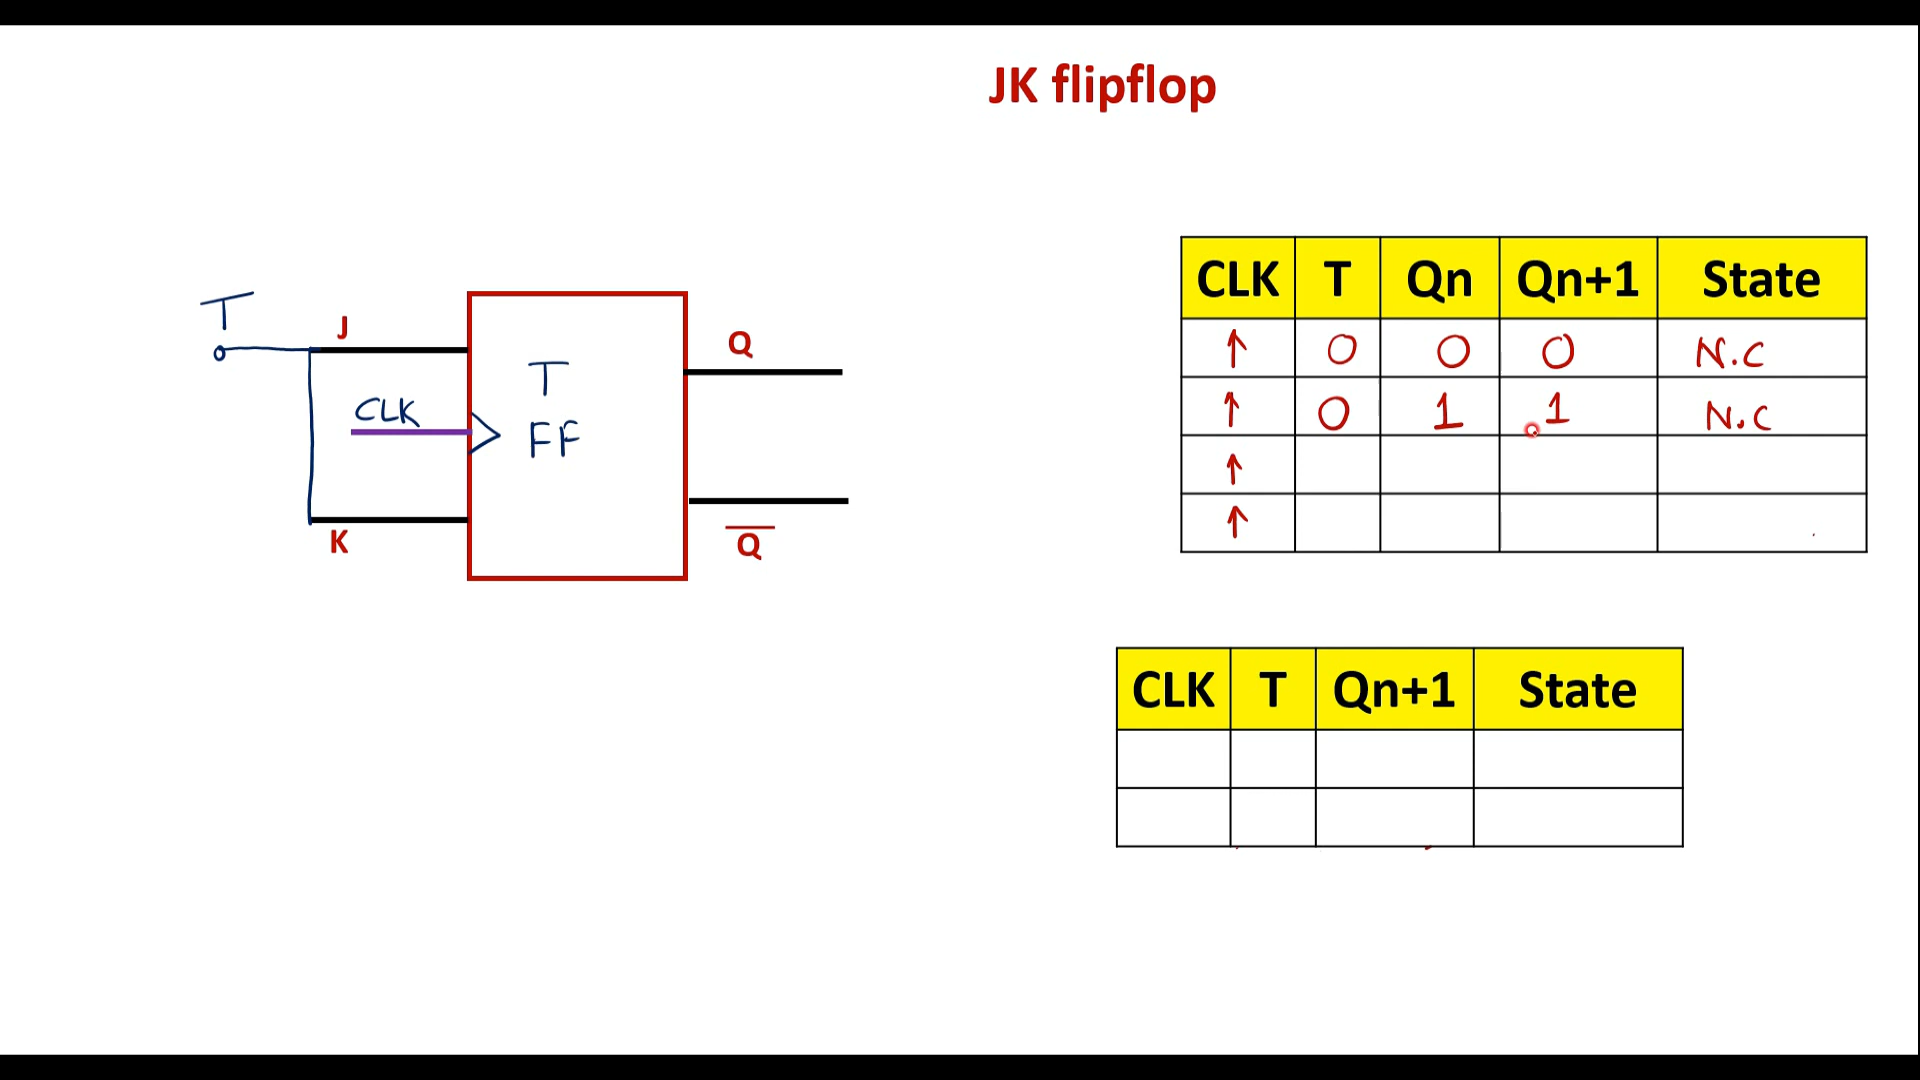 JK flipflop
T
J
CLK
K
T
FF
Q
Q
CLK T Qn Qn+1 State
↑ 0 0 0 N.C
↑ 0 1 1 N.C
↑
↑
CLK T Qn+1 State